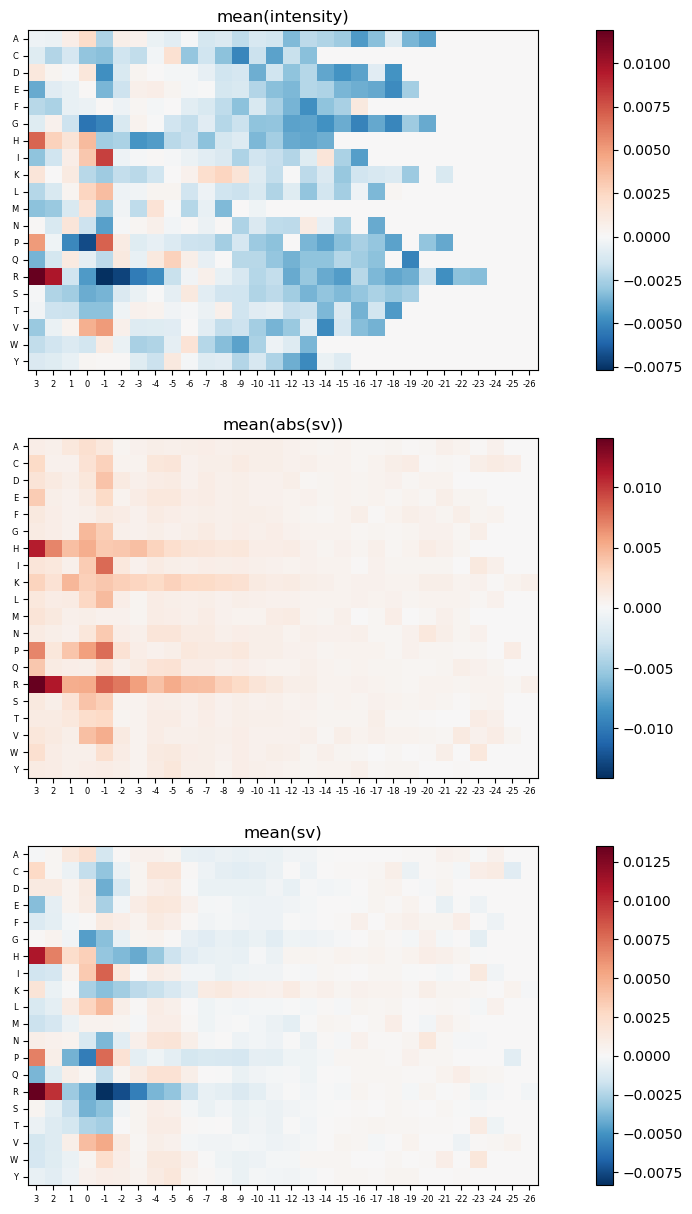 mean(intensity)
A
C
D
E
F
G
H
I
K
L
M
N
P
Q
R
S
T
V
W
Y
3 2 1 0 -1 -2 -3 -4 -5 -6 -7 -8 -9 -10 -11 -12 -13 -14 -15 -16 -17 -18 -19 -20 -21 -22 -23 -24 -25 -26
0.0100
0.0075
0.0050
0.0025
0.0000
−0.0025
−0.0050
−0.0075
mean(abs(sv))
A
C
D
E
F
G
H
I
K
L
M
N
P
Q
R
S
T
V
W
Y
3 2 1 0 -1 -2 -3 -4 -5 -6 -7 -8 -9 -10 -11 -12 -13 -14 -15 -16 -17 -18 -19 -20 -21 -22 -23 -24 -25 -26
0.010
0.005
0.000
−0.005
−0.010
mean(sv)
A
C
D
E
F
G
H
I
K
L
M
N
P
Q
R
S
T
V
W
Y
3 2 1 0 -1 -2 -3 -4 -5 -6 -7 -8 -9 -10 -11 -12 -13 -14 -15 -16 -17 -18 -19 -20 -21 -22 -23 -24 -25 -26
0.0125
0.0100
0.0075
0.0050
0.0025
0.0000
−0.0025
−0.0050
−0.0075